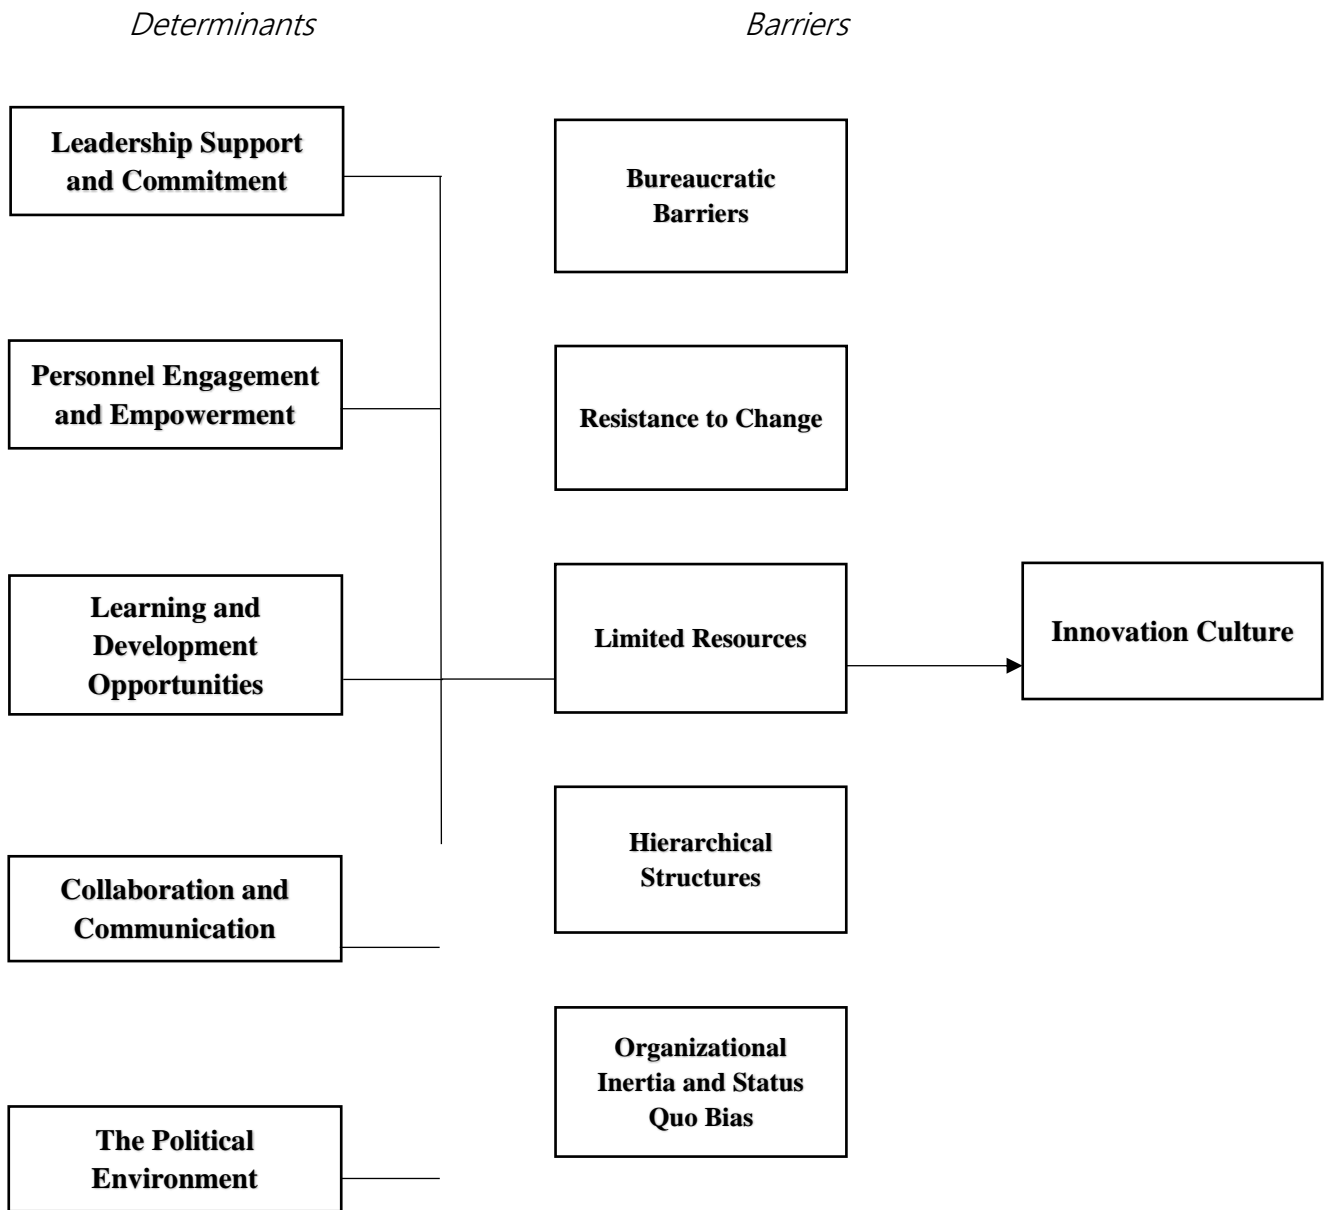 Determinants
Barriers
Leadership Support
and Commitment
Personnel Engagement
and Empowerment
Learning and
Development
Opportunities
Collaboration and
Communication
The Political
Environment
Bureaucratic
Barriers
Resistance to Change
Limited Resources
Hierarchical
Structures
Organizational
Inertia and Status
Quo Bias
Innovation Culture